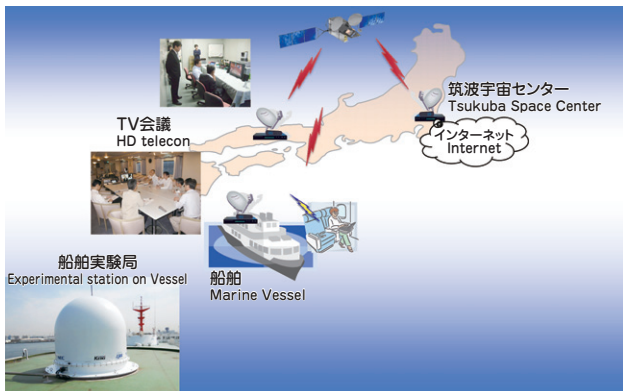 筑波宇宙センター
Tsukuba Space Center
TV会議
HD telecon
インターネット
Internet
船舶実験局
Experimental station on Vessel
船舶
Marine Vessel